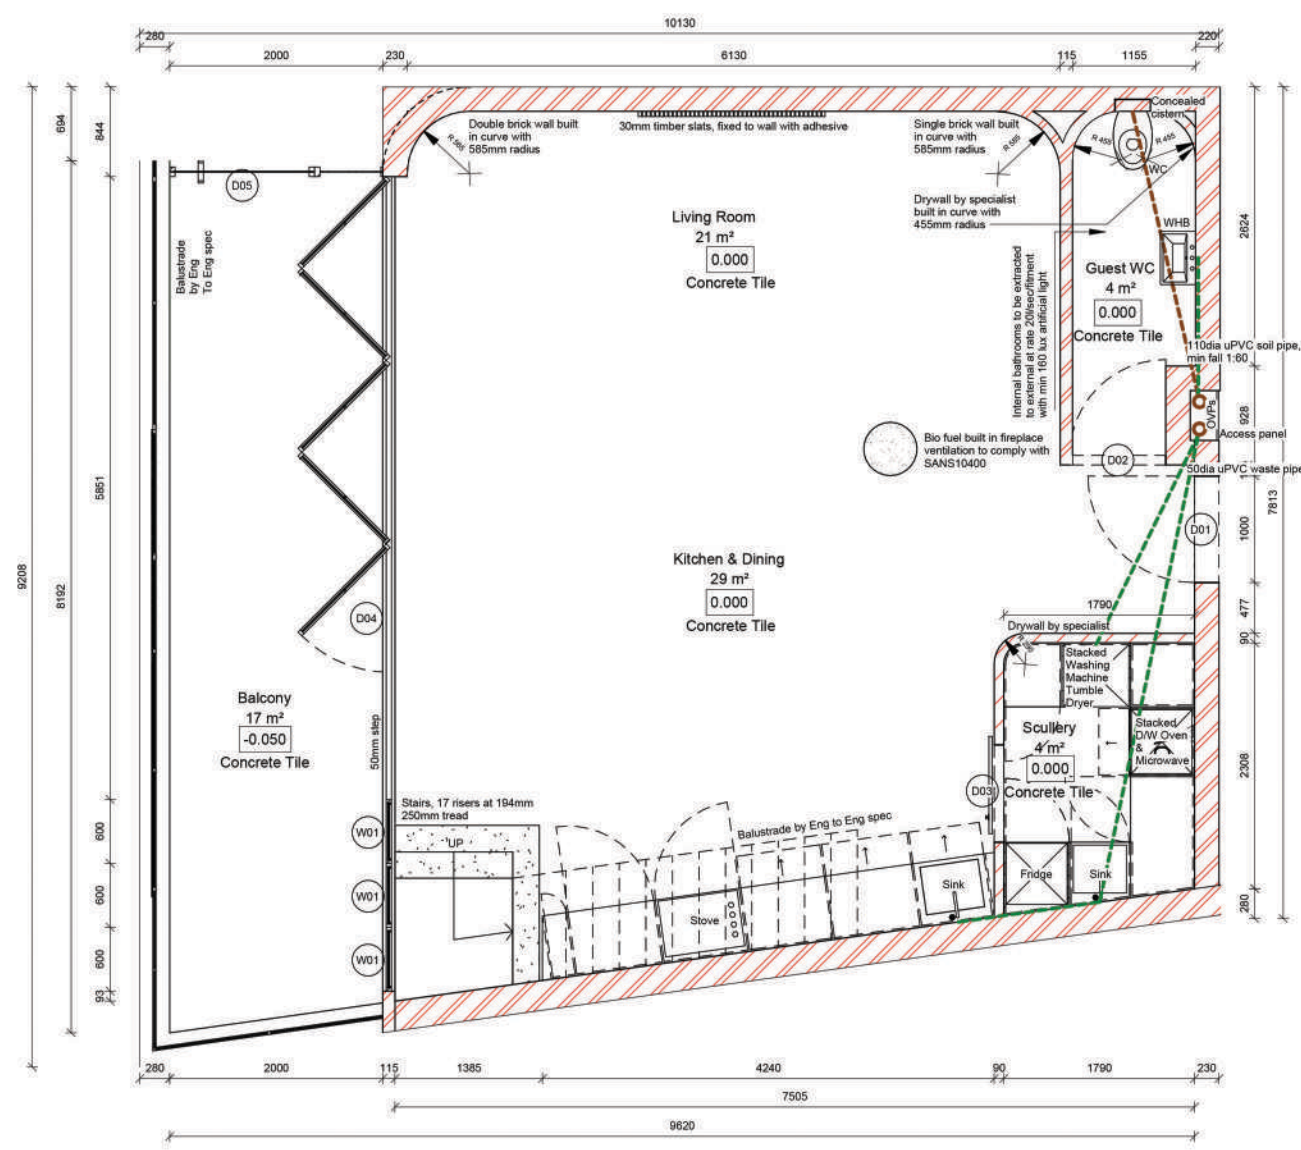 10130
280
220
2000
230
6130
115
1155
694
844
Double brick wall built
in curve with
585mm radius
R 585
30mm timber slats, fixed to wall with adhesive
Single brick wall built
in curve with
585mm radius
R 585
Concealed
cistern
R 455
R 455
WC
D05
Balustrade
by Eng
To Eng spec
Drywall by specialist
built in curve with
455mm radius
Living Room
21 m²
0.000
Concrete Tile
WHB
2624
Guest WC
4 m²
0.000
Concrete Tile
Internal bathrooms to be extracted
to external at rate 20l/sec/fitment
with min 160 lux artificial light
110dia uPVC soil pipe,
min fall 1:60
OVPs
928
Access panel
Bio fuel built in fireplace
ventilation to comply with
SANS10400
D02
50dia uPVC waste pipe
5851
7813
D01
1000
9208
8192
Kitchen & Dining
29 m²
0.000
Concrete Tile
D04
1790
477
Drywall by specialist
90
Stacked
Washing
Machine
Tumble
Dryer
Balcony
17 m²
-0.050
Concrete Tile
50mm step
Scullery
4 m²
0.000
Concrete Tile
Stacked
D/W Oven
&
Microwave
2308
D03
Stairs, 17 risers at 194mm
250mm tread
600
W01
UP
Balustrade by Eng to Eng spec
600
W01
Stove
Sink
Fridge
Sink
280
600
W01
93
280
2000
115
1385
4240
90
1790
230
7505
9620